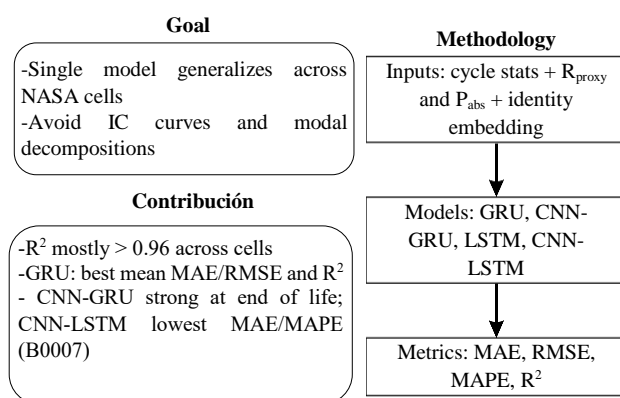 Goal
-Single model generalizes across
NASA cells
-Avoid IC curves and modal
decompositions
Contribución
-R² mostly > 0.96 across cells
-GRU: best mean MAE/RMSE and R²
- CNN-GRU strong at end of life;
CNN-LSTM lowest MAE/MAPE
(B0007)
Methodology
Inputs: cycle stats + Rproxy
and Pabs + identity
embedding
Models: GRU, CNN-
GRU, LSTM, CNN-
LSTM
Metrics: MAE, RMSE,
MAPE, R²